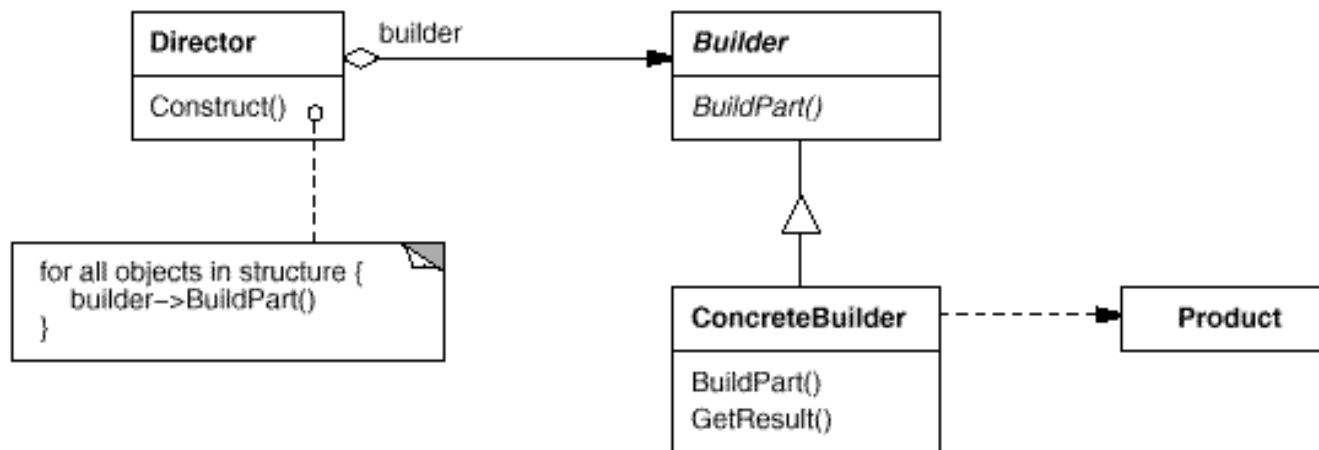 Director
builder
Builder
Construct()
BuildPart()
for all objects in structure {
builder–>BuildPart()
}
ConcreteBuilder
Product
BuildPart()
GetResult()